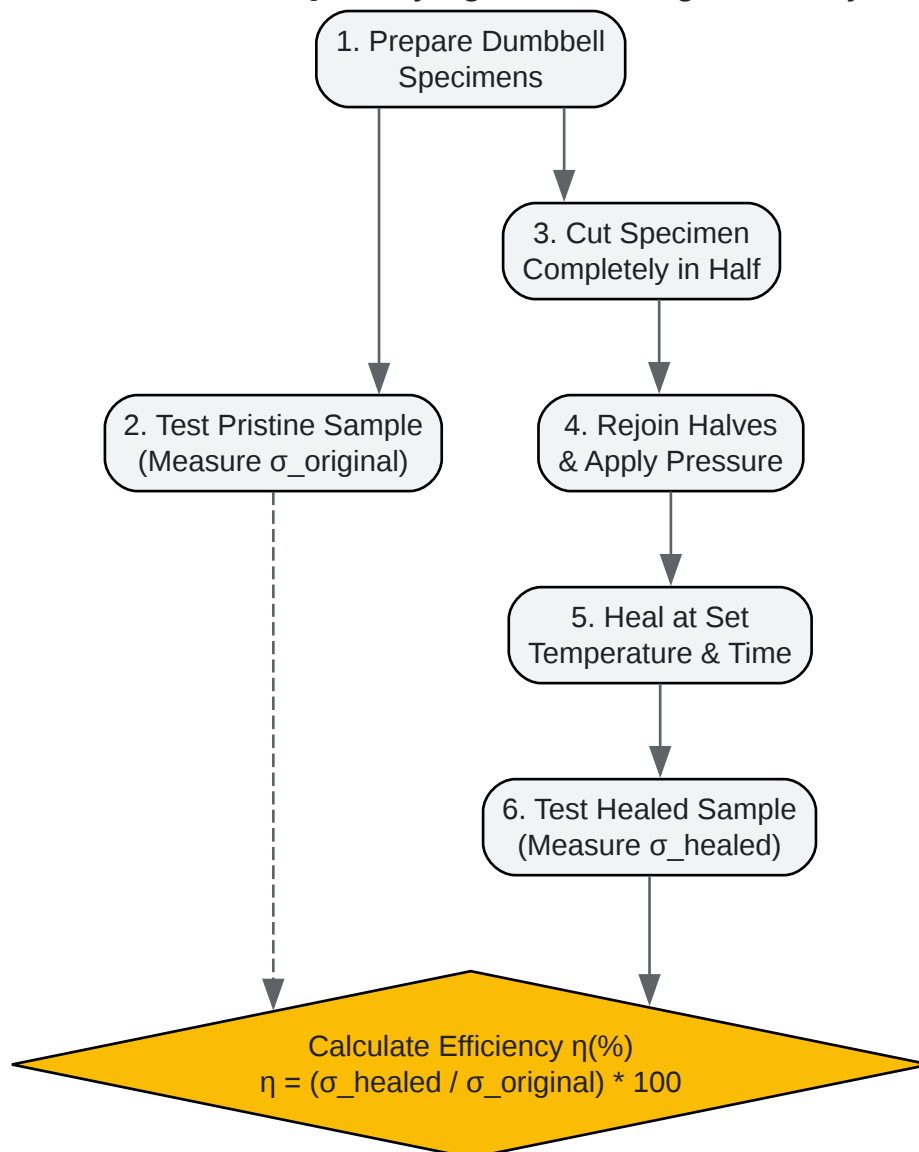 1. Prepare Dumbbell
Specimens
3. Cut Specimen
Completely in Half
2. Test Pristine Sample
(Measure σ_original)
4. Rejoin Halves
& Apply Pressure
5. Heal at Set
Temperature & Time
6. Test Healed Sample
(Measure σ_healed)
Calculate Efficiency η(%)
η = (σ_healed / σ_original) * 100